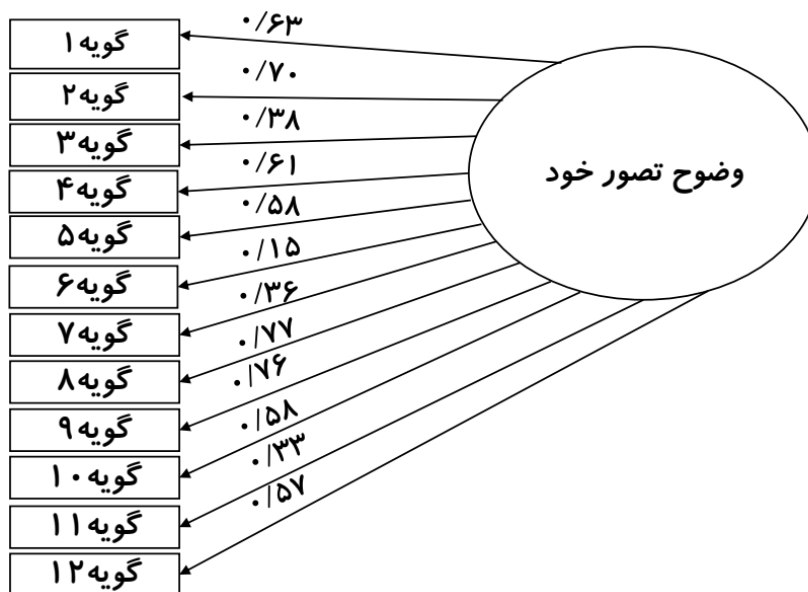 گویه۱
گویه۲
گویه۳
گویه۴
گویه۵
گویه۶
گویه۷
گویه۸
گویه۹
گویه۱۰
گویه۱۱
گویه۱۲
۰/۶۳
۰/۷۰
۰/۳۸
۰/۶۱
۰/۵۸
۰/۱۵
۰/۳۶
۰/۷۷
۰/۷۶
۰/۵۸
۰/۳۳
۰/۵۷
وضوح تصور خود